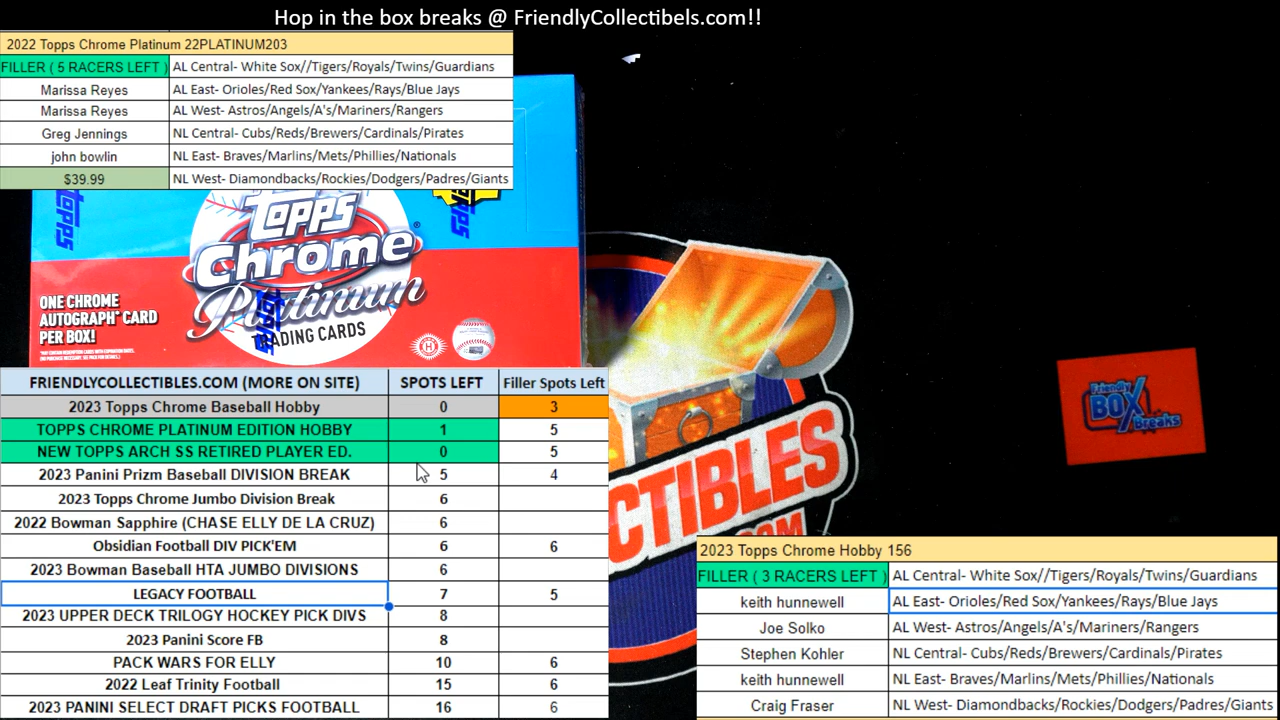 Hop in the box breaks @ FriendlyCollectibels.com!!
2022 Topps Chrome Platinum 22PLATINUM203
FILLER ( 5 RACERS LEFT ) AL Central- White Sox//Tigers/Royals/Twins/Guardians
Marissa Reyes AL East- Orioles/Red Sox/Yankees/Rays/Blue Jays
Marissa Reyes AL West- Astros/Angels/A's/Mariners/Rangers
Greg Jennings NL Central- Cubs/Reds/Brewers/Cardinals/Pirates
john bowlin NL East- Braves/Marlins/Mets/Phillies/Nationals
$39.99 NL West- Diamondbacks/Rockies/Dodgers/Padres/Giants
topps
topps
Topps
Chrome
Platinum
topps
TRADING CARDS
ONE CHROME
AUTOGRAPH* CARD
PER BOX!
FRIENDLYCOLLECTIBLES.COM (MORE ON SITE) SPOTS LEFT Filler Spots Left
2023 Topps Chrome Baseball Hobby 0 3
TOPPS CHROME PLATINUM EDITION HOBBY 1 5
NEW TOPPS ARCH SS RETIRED PLAYER ED. 0 5
2023 Panini Prizm Baseball DIVISION BREAK 5 4
2023 Topps Chrome Jumbo Division Break 6
2022 Bowman Sapphire (CHASE ELLY DE LA CRUZ) 6
Obsidian Football DIV PICK'EM 6 6
2023 Bowman Baseball HTA JUMBO DIVISIONS 6
LEGACY FOOTBALL 7 5
2023 UPPER DECK TRILOGY HOCKEY PICK DIVS 8
2023 Panini Score FB 8
PACK WARS FOR ELLY 10 6
2022 Leaf Trinity Football 15 6
2023 PANINI SELECT DRAFT PICKS FOOTBALL 16 6
CTIBLES
.COM
Friendly
BOX
Breaks
2023 Topps Chrome Hobby 156
FILLER ( 3 RACERS LEFT ) AL Central- White Sox//Tigers/Royals/Twins/Guardians
keith hunnewell AL East- Orioles/Red Sox/Yankees/Rays/Blue Jays
Joe Solko AL West- Astros/Angels/A's/Mariners/Rangers
Stephen Kohler NL Central- Cubs/Reds/Brewers/Cardinals/Pirates
keith hunnewell NL East- Braves/Marlins/Mets/Phillies/Nationals
Craig Fraser NL West- Diamondbacks/Rockies/Dodgers/Padres/Giants